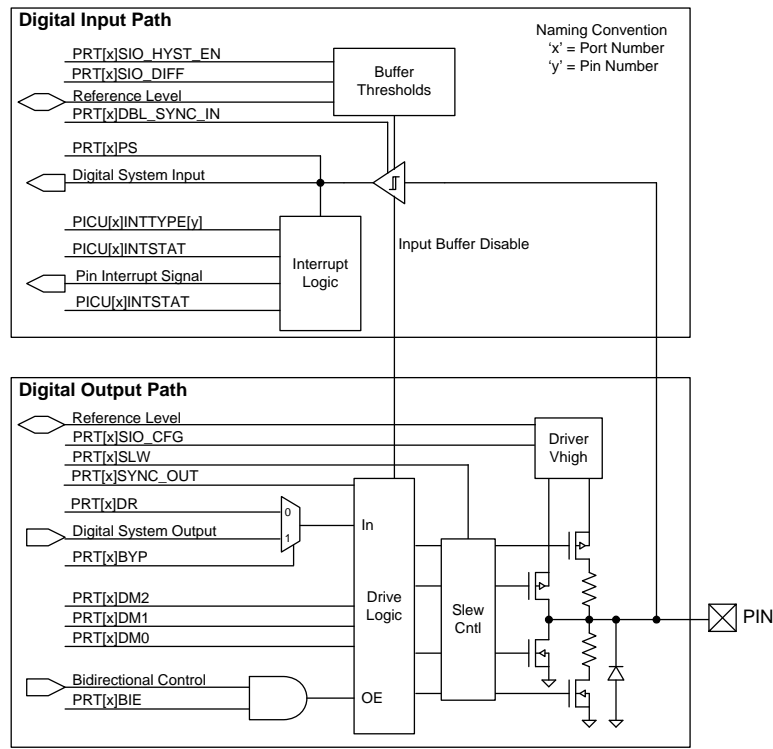 Digital Input Path
Naming Convention
'x' = Port Number
'y' = Pin Number
PRT[x]SIO_HYST_EN
PRT[x]SIO_DIFF
Buffer
Thresholds
Reference Level
PRT[x]DBL_SYNC_IN
PRT[x]PS
Digital System Input
PICU[x]INTTYPE[y]
PICU[x]INTSTAT
Input Buffer Disable
Interrupt
Logic
Pin Interrupt Signal
PICU[x]INTSTAT
Digital Output Path
Reference Level
PRT[x]SIO_CFG
Driver
Vhigh
PRT[x]SLW
PRT[x]SYNC_OUT
PRT[x]DR
0
In
Digital System Output
1
PRT[x]BYP
PRT[x]DM2
PRT[x]DM1
PRT[x]DM0
Drive
Logic
Slew
Cntl
PIN
Bidirectional Control
PRT[x]BIE
OE